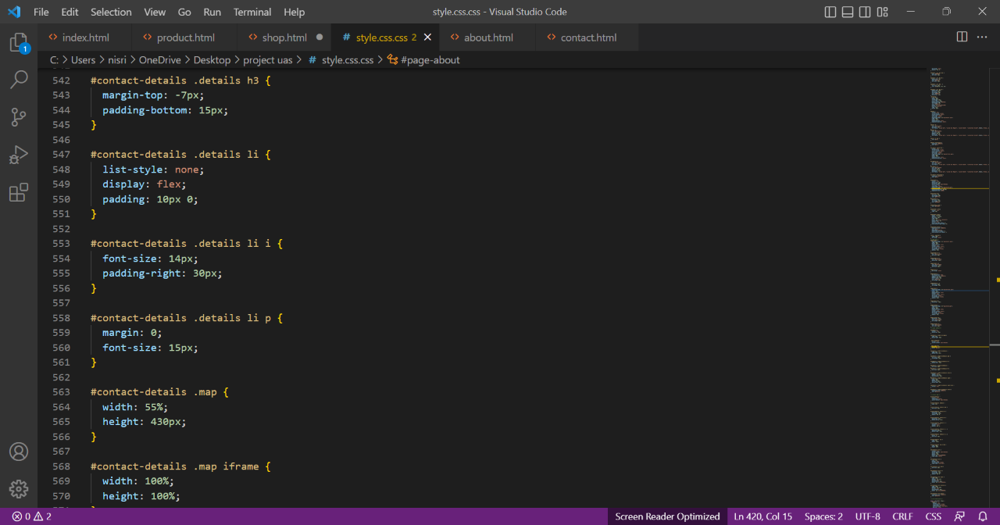 File Edit Selection View Go Run Terminal Help style.css.css - Visual Studio Code
index.html product.html shop.html # style.css.css 2 about.html contact.html
1
C: > Users > nisri > OneDrive > Desktop > project uas > # style.css.css > #page-about
542 #contact-details .details h3 {
543 margin-top: -7px;
544 padding-bottom: 15px;
545 }
546
547 #contact-details .details li {
548 list-style: none;
549 display: flex;
550 padding: 10px 0;
551 }
552
553 #contact-details .details li i {
554 font-size: 14px;
555 padding-right: 30px;
556 }
557
558 #contact-details .details li p {
559 margin: 0;
560 font-size: 15px;
561 }
562
563 #contact-details .map {
564 width: 55%;
565 height: 430px;
566 }
567
568 #contact-details .map iframe {
569 width: 100%;
570 height: 100%;
0 2 Screen Reader Optimized Ln 420, Col 15 Spaces: 2 UTF-8 CRLF CSS